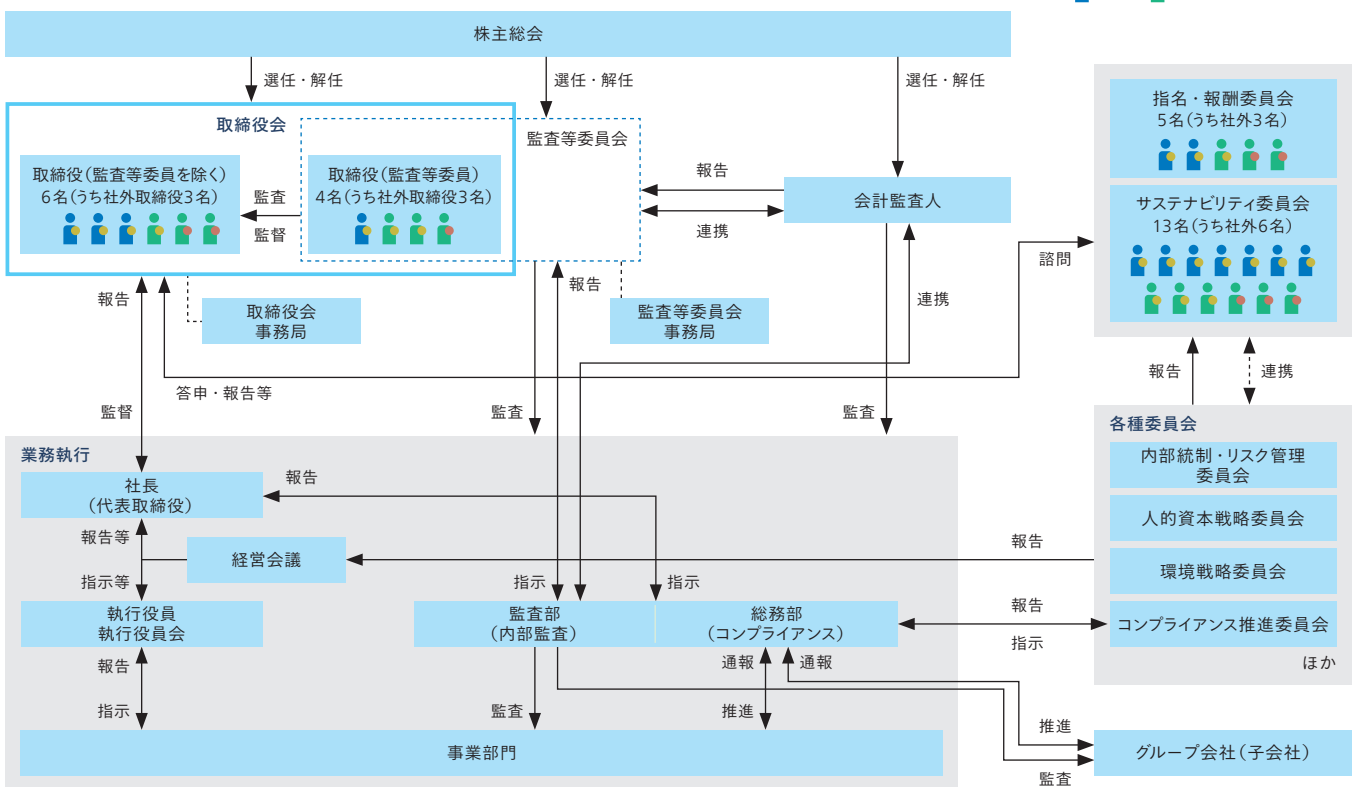 株主総会
選任・解任
選任・解任
選任・解任
取締役会
監査等委員会
取締役(監査等委員を除く)
6名(うち社外取締役3名)
監査
監督
取締役(監査等委員)
4名(うち社外取締役3名)
報告
連携
会計監査人
指名・報酬委員会
5名(うち社外3名)
サステナビリティ委員会
13名(うち社外6名)
諮問
報告
取締役会
事務局
報告
監査等委員会
事務局
連携
答申・報告等
監督
監査
監査
報告
連携
業務執行
社長
(代表取締役)
報告
報告等
経営会議
指示等
執行役員
執行役員会
指示
指示
監査部
(内部監査)
総務部
(コンプライアンス)
報告
指示
監査
通報
通報
推進
事業部門
各種委員会
内部統制・リスク管理
委員会
人的資本戦略委員会
環境戦略委員会
コンプライアンス推進委員会
ほか
報告
報告
指示
推進
グループ会社(子会社)
監査